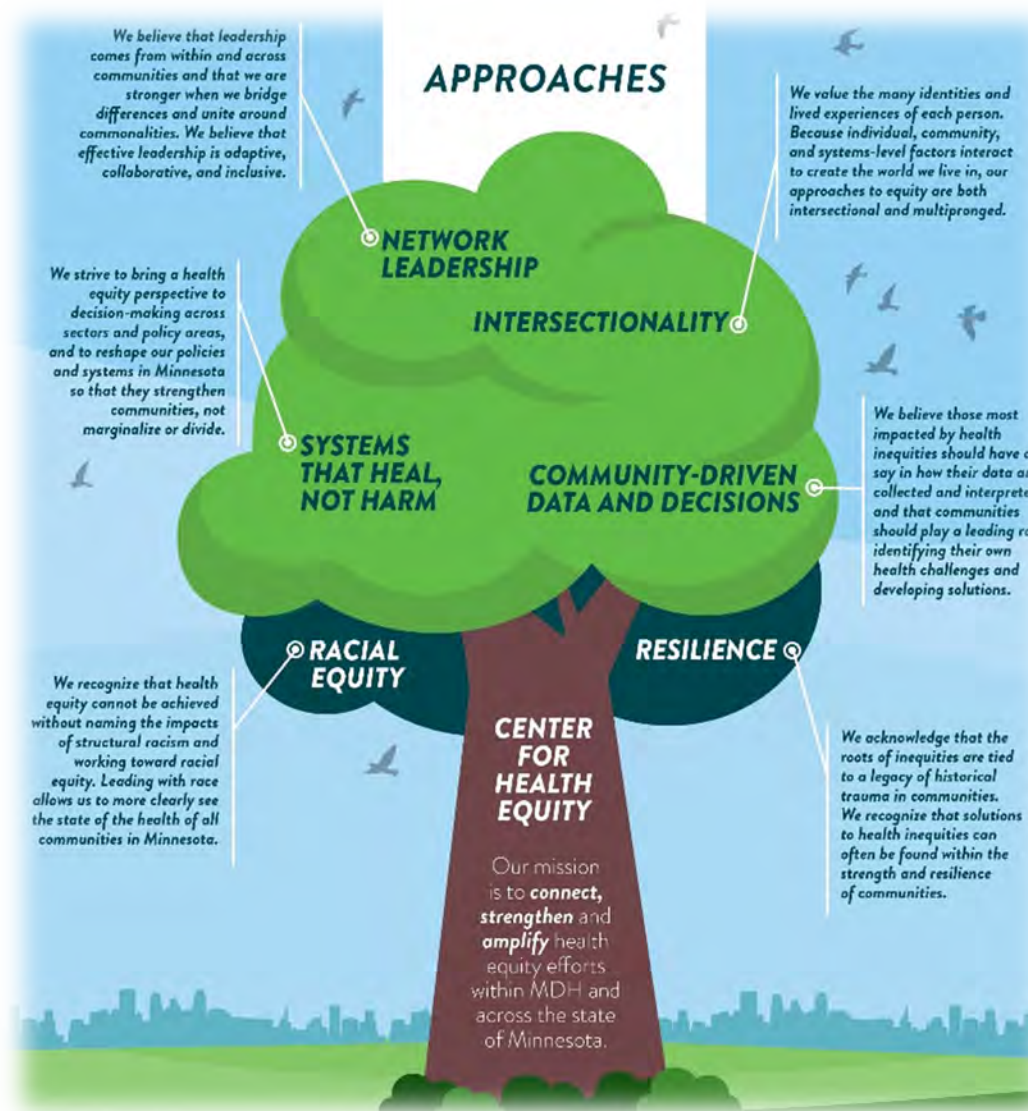 APPROACHES
We believe that leadership
comes from within and across
communities and that we are
stronger when we bridge
differences and unite around
commonalities. We believe that
effective leadership is adaptive,
collaborative, and inclusive.
We value the many identities and
lived experiences of each person.
Because individual, community,
and systems-level factors interact
to create the world we live in, our
approaches to equity are both
intersectional and multipronged.
NETWORK
LEADERSHIP
INTERSECTIONALITY
We strive to bring a health
equity perspective to
decision-making across
sectors and policy areas,
and to reshape our policies
and systems in Minnesota
so that they strengthen
communities, not
marginalize or divide.
SYSTEMS
THAT HEAL,
NOT HARM
COMMUNITY-DRIVEN
DATA AND DECISIONS
We believe those most
impacted by health
inequities should have
say in how their data
collected and
and that communities
should play a leading
identifying their own
health challenges and
developing solutions.
RACIAL
EQUITY
RESILIENCE
We recognize that health
equity cannot be achieved
without naming the impacts
of structural racism and
working toward racial
equity. Leading with race
allows us to more clearly see
the state of the health of all
communities in Minnesota.
We acknowledge that the
roots of inequities are tied
to a legacy of historical
trauma in communities.
We recognize that solutions
to health inequities can
often be found within the
strength and resilience
of communities.
CENTER
FOR
HEALTH
EQUITY
Our mission
is to connect,
strengthen and
amplify health
equity efforts
within MDH and
across the state
of Minnesota.